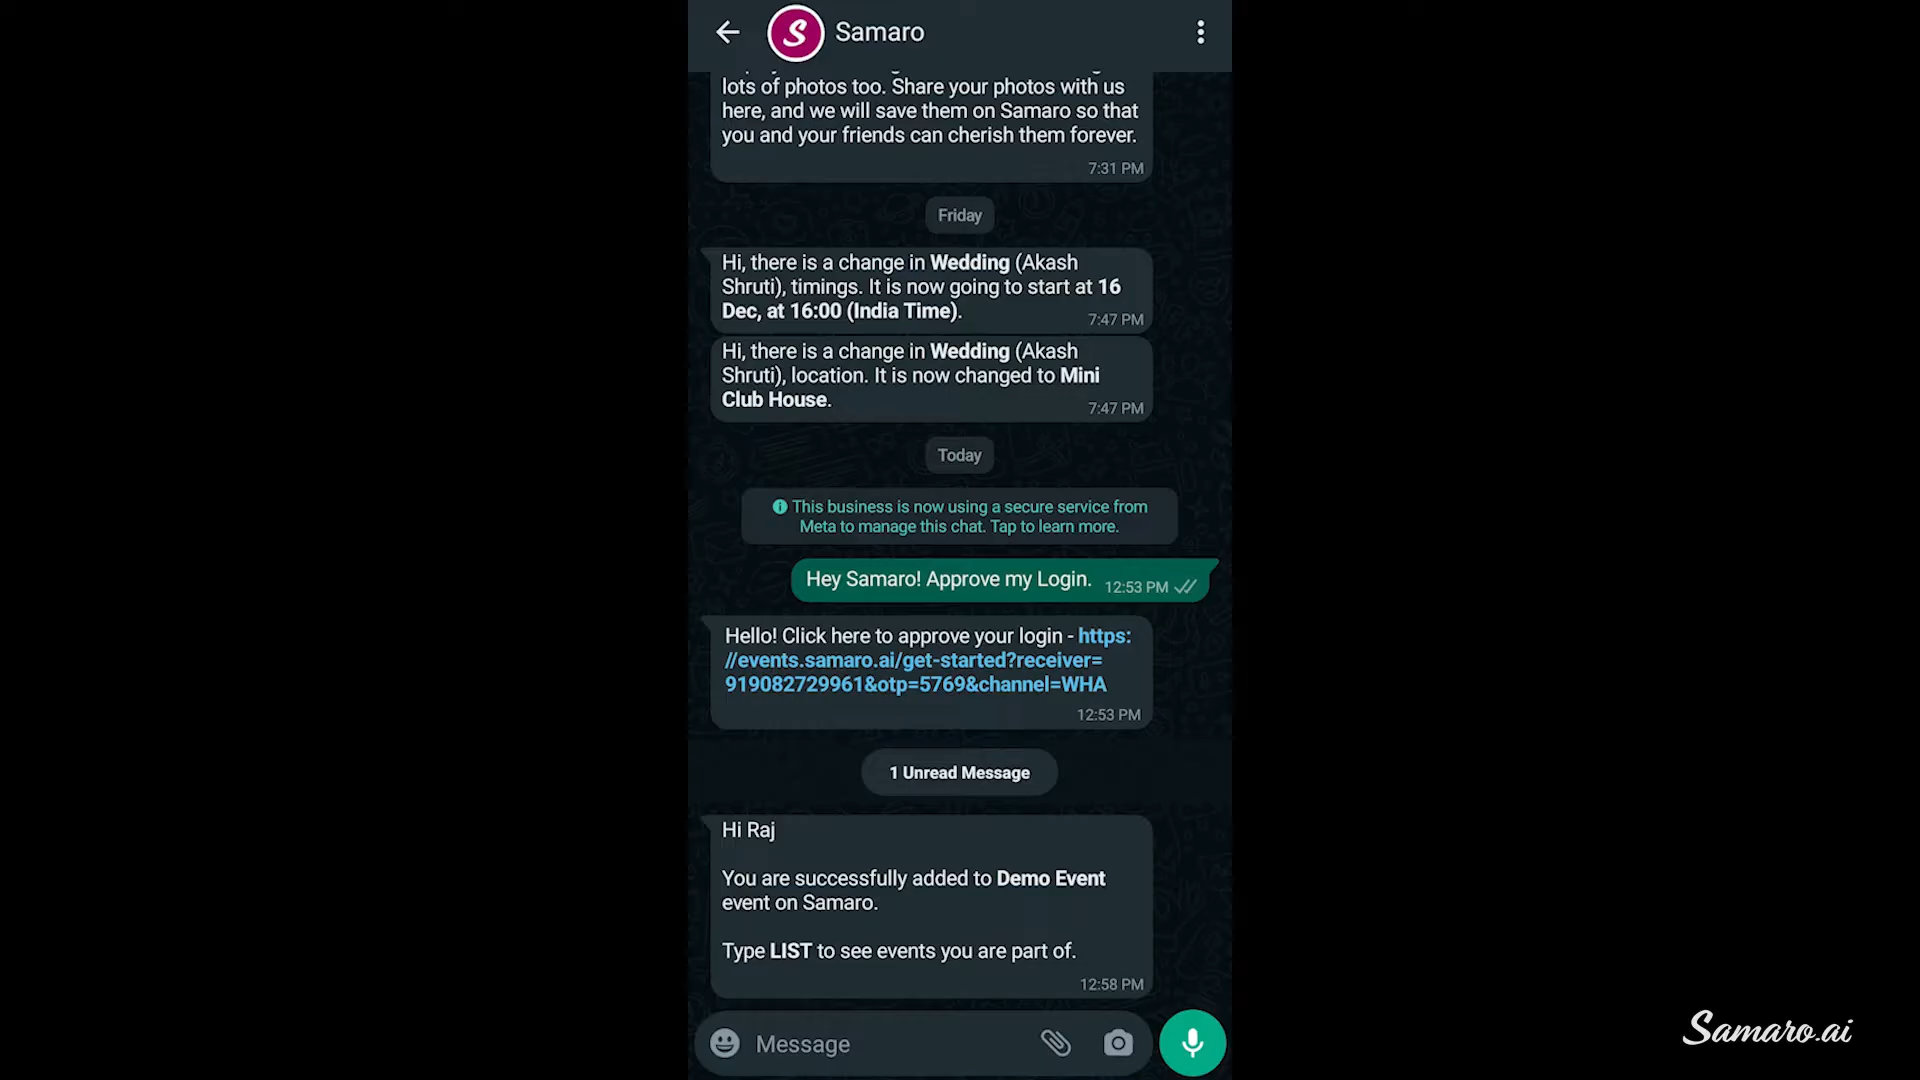 S Samaro
lots of photos too. Share your photos with us
here, and we will save them on Samaro so that
you and your friends can cherish them forever.
7:31 PM
Friday
Hi, there is a change in Wedding (Akash
Shruti), timings. It is now going to start at 16
Dec, at 16:00 (India Time).
7:47 PM
Hi, there is a change in Wedding (Akash
Shruti), location. It is now changed to Mini
Club House.
7:47 PM
Today
This business is now using a secure service from
Meta to manage this chat. Tap to learn more.
Hey Samaro! Approve my Login. 12:53 PM
Hello! Click here to approve your login - https:
//events.samaro.ai/get-started?receiver=
919082729961&otp=5769&channel=WHA
12:53 PM
1 Unread Message
Hi Raj
You are successfully added to Demo Event
event on Samaro.
Type LIST to see events you are part of.
12:58 PM
Message
Samaro.ai